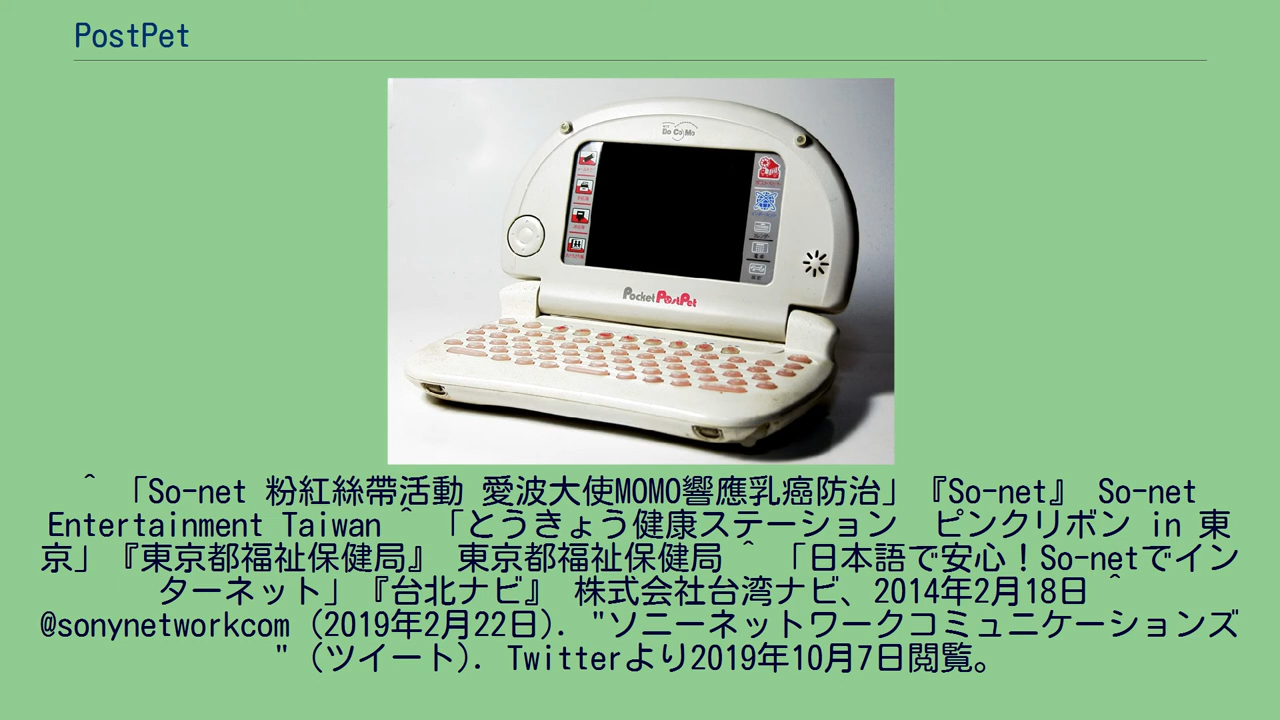 PostPet
DoCoMo
Pocket PostPet
^ 「So-net 粉紅絲帶活動 愛波大使MOMO響應乳癌防治」『So-net』 So-net
Entertainment Taiwan ^ 「とうきょう健康ステーション　ピンクリボン in 東
京」『東京都福祉保健局』 東京都福祉保健局 ^ 「日本語で安心！So-netでイン
ターネット」『台北ナビ』 株式会社台湾ナビ、2014年2月18日 ^
@sonynetworkcom (2019年2月22日). "ソニーネットワークコミュニケーションズ
" (ツイート). Twitterより2019年10月7日閲覧。